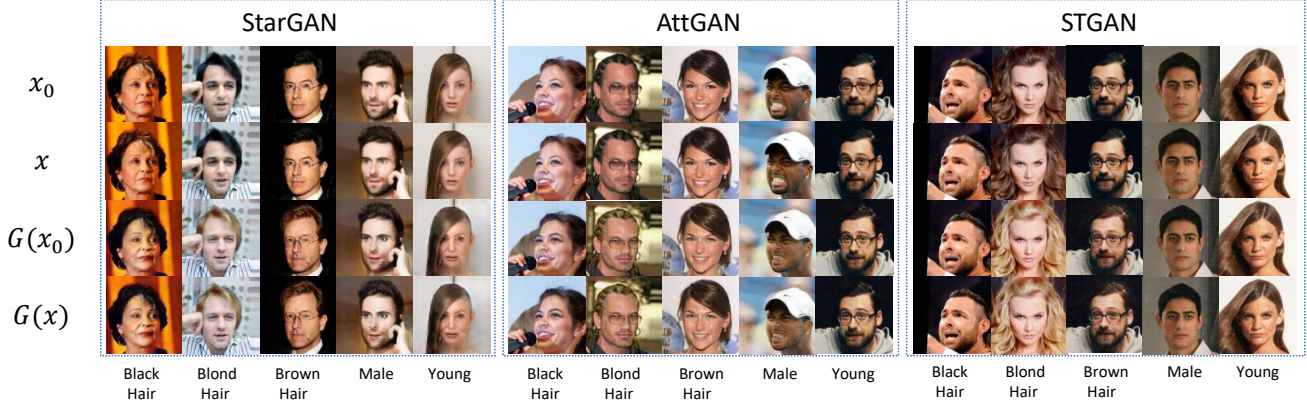 StarGAN AttGAN STGAN
x₀
x
G(x₀)
G(x)
Black Hair Blond Hair Brown Hair Male Young Black Hair Blond Hair Brown Hair Male Young Black Hair Blond Hair Brown Hair Male Young